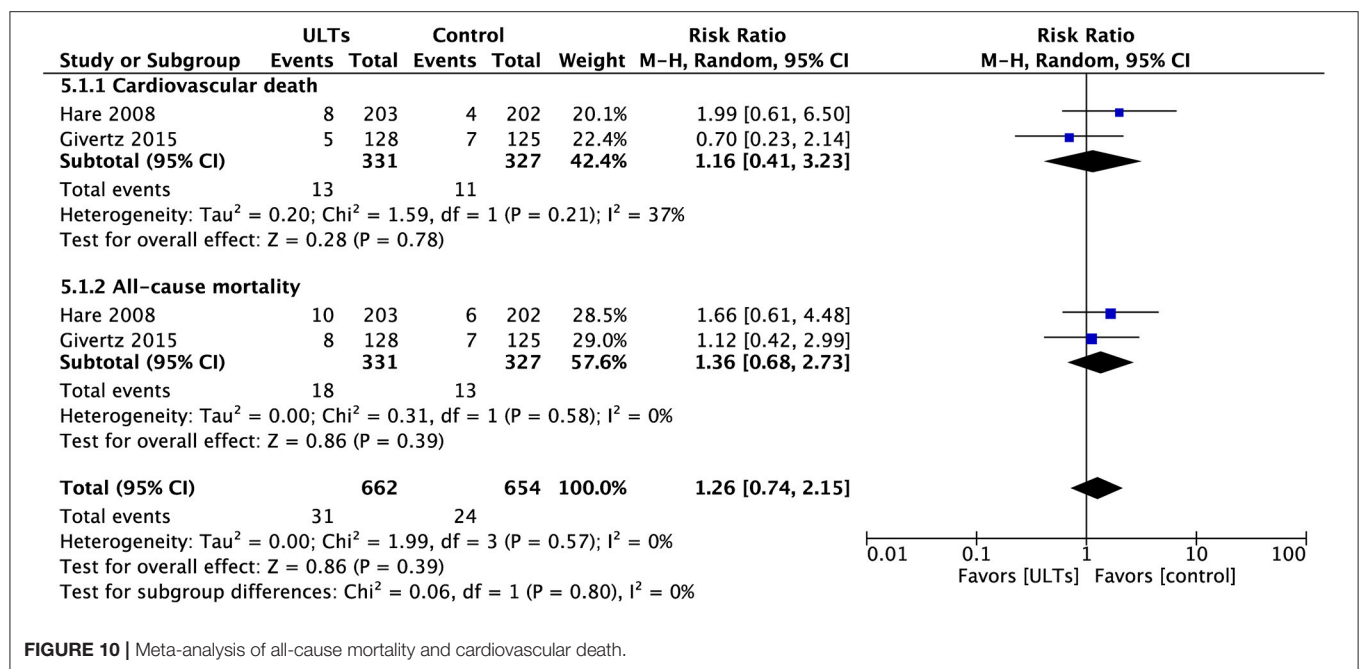 ULTs Control Risk Ratio Risk Ratio
Study or Subgroup Events Total Events Total Weight M-H, Random, 95% CI M-H, Random, 95% CI
5.1.1 Cardiovascular death
Hare 2008 8 203 4 202 20.1% 1.99 [0.61, 6.50]
Givertz 2015 5 128 7 125 22.4% 0.70 [0.23, 2.14]
Subtotal (95% CI) 331 327 42.4% 1.16 [0.41, 3.23]
Total events 13 11
Heterogeneity: Tau² = 0.20; Chi² = 1.59, df = 1 (P = 0.21); I² = 37%
Test for overall effect: Z = 0.28 (P = 0.78)
5.1.2 All-cause mortality
Hare 2008 10 203 6 202 28.5% 1.66 [0.61, 4.48]
Givertz 2015 8 128 7 125 29.0% 1.12 [0.42, 2.99]
Subtotal (95% CI) 331 327 57.6% 1.36 [0.68, 2.73]
Total events 18 13
Heterogeneity: Tau² = 0.00; Chi² = 0.31, df = 1 (P = 0.58); I² = 0%
Test for overall effect: Z = 0.86 (P = 0.39)
Total (95% CI) 662 654 100.0% 1.26 [0.74, 2.15]
Total events 31 24
Heterogeneity: Tau² = 0.00; Chi² = 1.99, df = 3 (P = 0.57); I² = 0%
Test for overall effect: Z = 0.86 (P = 0.39)
Test for subgroup differences: Chi² = 0.06, df = 1 (P = 0.80), I² = 0%
0.01 0.1 1 10 100
Favors [ULTs] Favors [control]
FIGURE 10 | Meta-analysis of all-cause mortality and cardiovascular death.